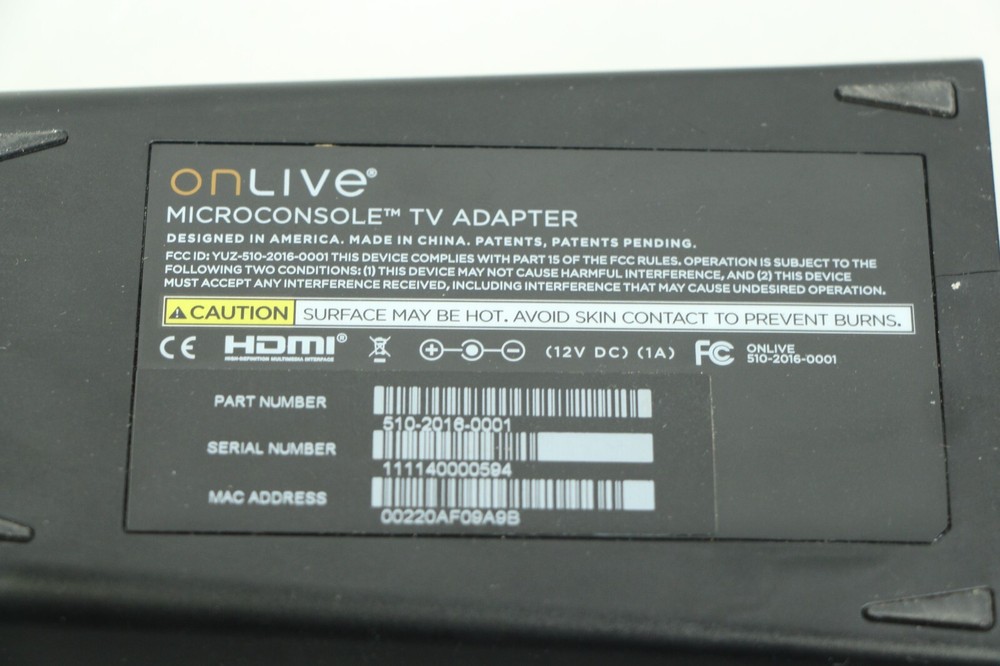 onLIVE®
MICROCONSOLE™ TV ADAPTER
DESIGNED IN AMERICA. MADE IN CHINA. PATENTS, PATENTS PENDING.
FCC ID: YUZ-510-2016-0001 THIS DEVICE COMPLIES WITH PART 15 OF THE FCC RULES. OPERATION IS SUBJECT TO THE
FOLLOWING TWO CONDITIONS: (1) THIS DEVICE MAY NOT CAUSE HARMFUL INTERFERENCE, AND (2) THIS DEVICE
MUST ACCEPT ANY INTERFERENCE RECEIVED, INCLUDING INTERFERENCE THAT MAY CAUSE UNDESIRED OPERATION.
CAUTION SURFACE MAY BE HOT. AVOID SKIN CONTACT TO PREVENT BURNS.
CE HDMI® (12V DC) (1A) FC ONLIVE
HIGH-DEFINITION MULTIMEDIA INTERFACE 510-2016-0001
PART NUMBER
510-2016-0001
SERIAL NUMBER
111140000594
MAC ADDRESS
00220AF09A9B